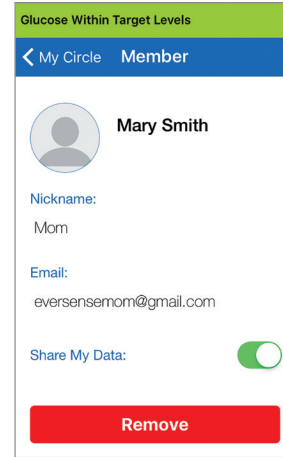 Glucose Within Target Levels
My Circle Member
Mary Smith
Nickname:
Mom
Email:
eversensemom@gmail.com
Share My Data:
Remove